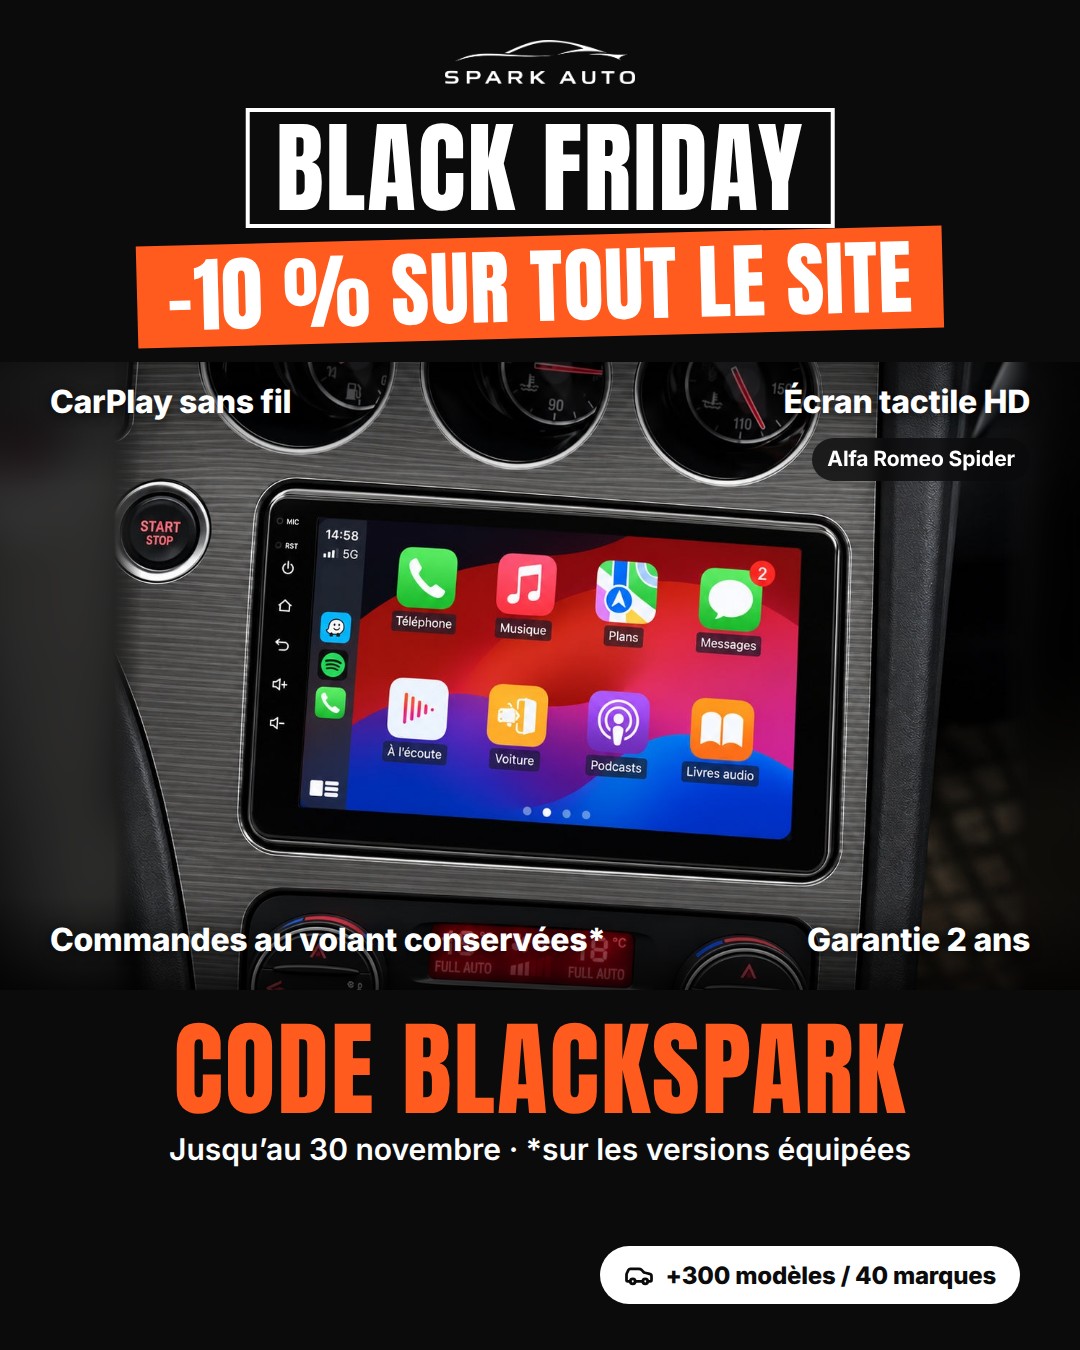 SPARK AUTO
BLACK FRIDAY
-10 % SUR TOUT LE SITE
CarPlay sans fil
Écran tactile HD
Alfa Romeo Spider
90
110
150
START
STOP
MIC
RST
14:58
5G
2
Téléphone
Musique
Plans
Messages
À l'écoute
Voiture
Podcasts
Livres audio
Commandes au volant conservées*
Garantie 2 ans
°C
FULL AUTO
FULL AUTO
CODE BLACKSPARK
Jusqu’au 30 novembre · *sur les versions équipées
+300 modèles / 40 marques